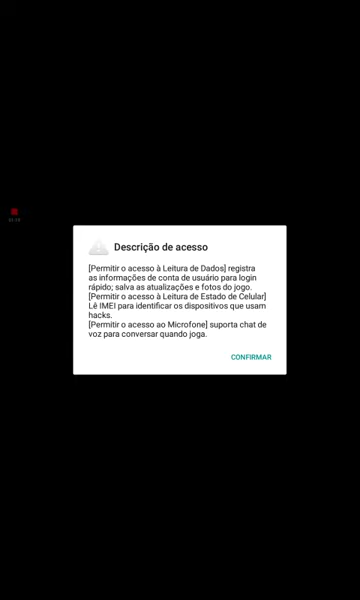 Descrição de acesso
[Permitir o acesso à Leitura de Dados] registra
as informações de conta de usuário para login
rápido; salva as atualizações e fotos do jogo.
[Permitir o acesso à Leitura de Estado de Celular]
Lê IMEI para identificar os dispositivos que usam
hacks.
[Permitir o acesso ao Microfone] suporta chat de
voz para conversar quando joga.
CONFIRMAR